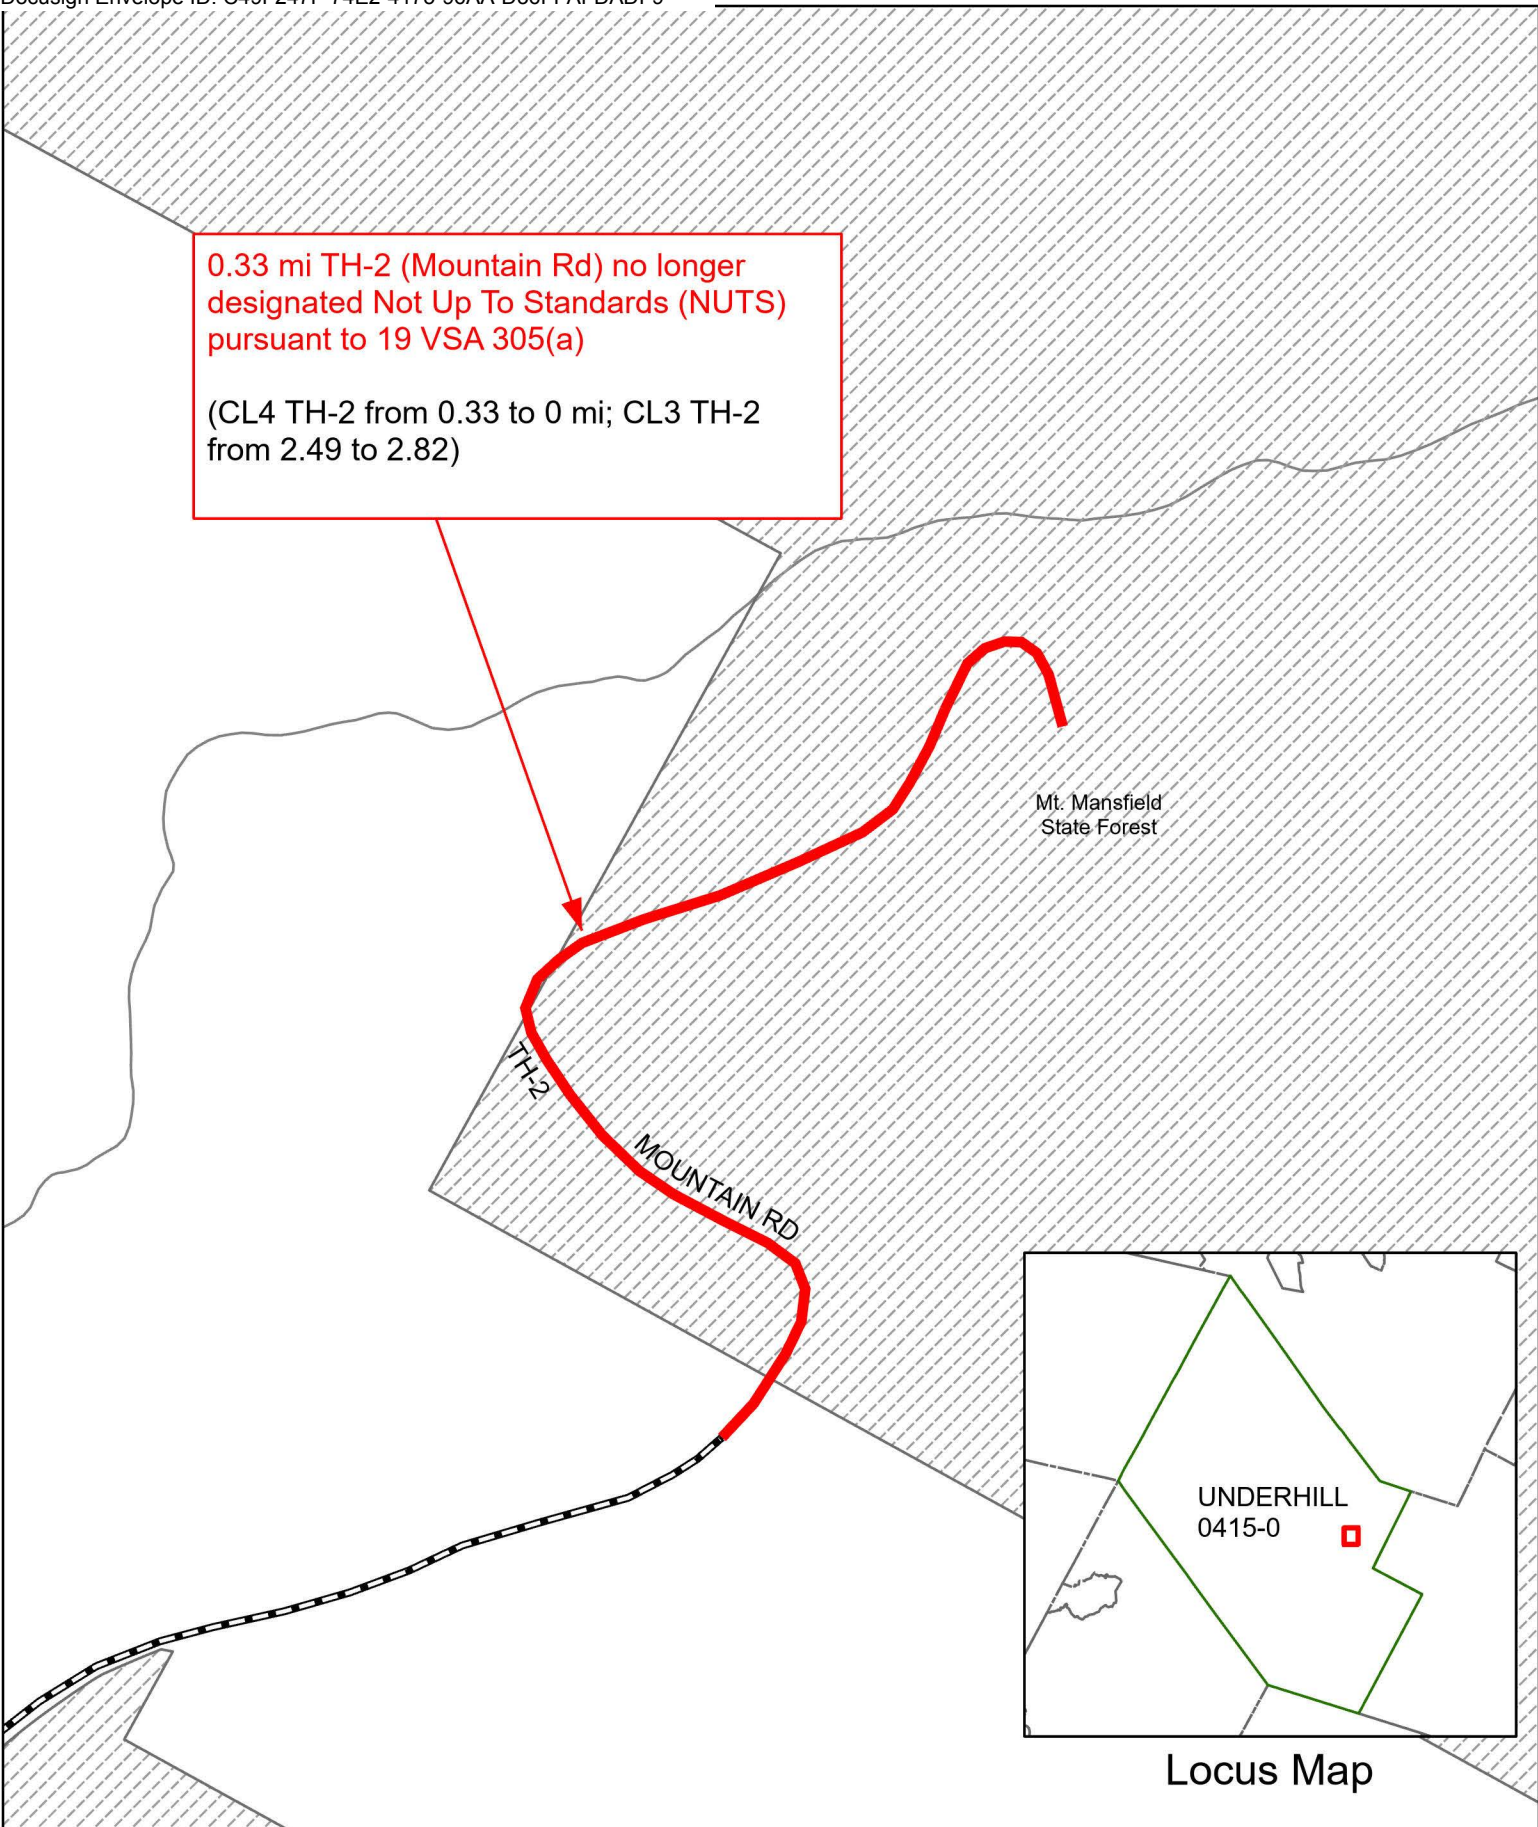 0.33 mi TH-2 (Mountain Rd) no longer
designated Not Up To Standards (NUTS)
pursuant to 19 VSA 305(a)
(CL4 TH-2 from 0.33 to 0 mi; CL3 TH-2
from 2.49 to 2.82)
Mt. Mansfield
State Forest
TH-2
MOUNTAIN RD
UNDERHILL
0415-0
Locus Map